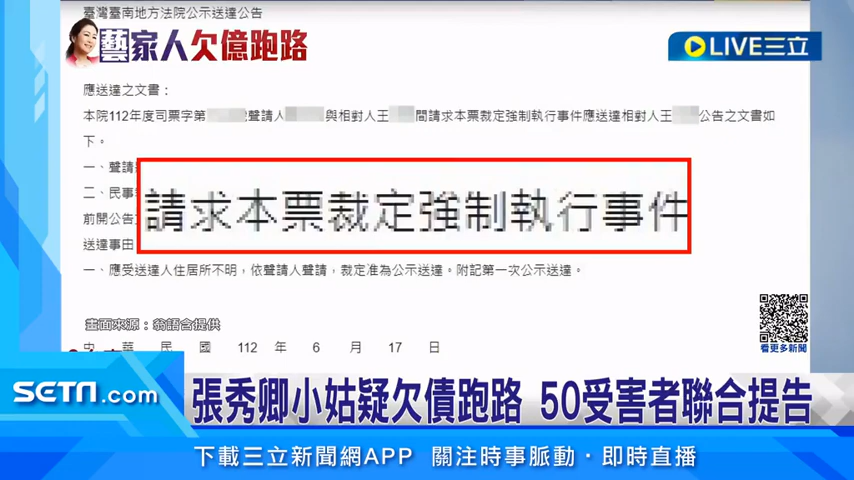 臺灣臺南地方法院公示送達公告
藝家人欠億跑路
LIVE三立
應送達之文書：
本院112年度司票字第 聲請人 與相對人王 間請求本票裁定強制執行事件應送達相對人王 公告之文書如
下。
一、聲請
二、民事
請求本票裁定強制執行事件
前開公告
送達事由
一、應受送達人住居所不明，依聲請人聲請，裁定准為公示送達。附記第一次公示送達。
畫面來源：翁語含提供
中 華 民 國 112 年 6 月 17 日
看更多新聞
SETN.com
張秀卿小姑疑欠債跑路 50受害者聯合提告
下載三立新聞網APP 關注時事脈動·即時直播